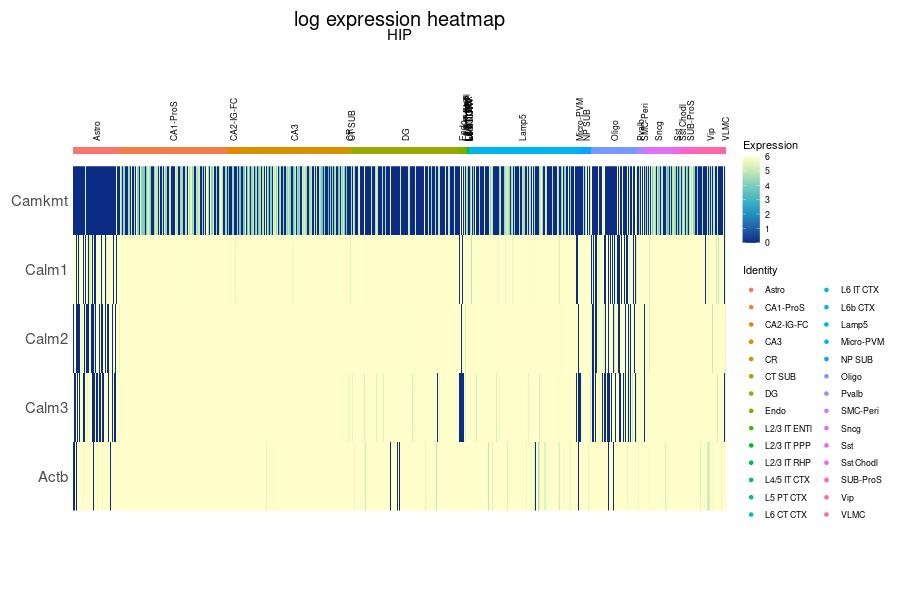 log expression heatmap
HIP
Astro
CA1-ProS
CA2-IG-FC
CA3
CT SUB
DG
Lamp5
Micro-PVM
NP SUB
Oligo
Pvalb
SMC-Peri
Sncg
Sst
Sst Chodl
SUB-ProS
Vip
VLMC
Camkmt
Calm1
Calm2
Calm3
Actb
Expression
6
5
4
3
2
1
0
Identity
Astro
CA1-ProS
CA2-IG-FC
CA3
CR
CT SUB
DG
Endo
L2/3 IT ENTl
L2/3 IT PPP
L2/3 IT RHP
L4/5 IT CTX
L5 PT CTX
L6 CT CTX
L6 IT CTX
L6b CTX
Lamp5
Micro-PVM
NP SUB
Oligo
Pvalb
SMC-Peri
Sncg
Sst
Sst Chodl
SUB-ProS
Vip
VLMC